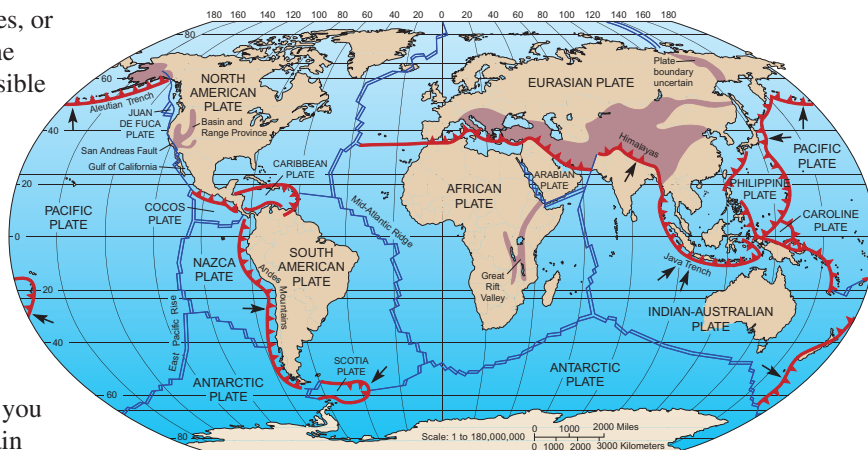 es, or
ne
sible
you
ain
180 160 140 120 100 80 60 40 20 0 20 40 60 80 100 120 140 160 180
80
60
40
20
0
20
40
60
80
NORTH
AMERICAN
PLATE
EURASIAN PLATE
Plate
boundary
uncertain
Aleutian Trench
JUAN
DE FUCA
PLATE
Basin and
Range Province
San Andreas Fault
Gulf of California
CARIBBEAN
PLATE
Himalayas
PACIFIC
PLATE
ARABIAN
PLATE
PHILIPPINE
PLATE
AFRICAN
PLATE
PACIFIC
PLATE
COCOS
PLATE
Mid-Atlantic Ridge
CAROLINE
PLATE
NAZCA
PLATE
SOUTH
AMERICAN
PLATE
Andes Mountains
Great
Rift
Valley
Java Trench
INDIAN-AUSTRALIAN
PLATE
East Pacific Rise
SCOTIA
PLATE
ANTARCTIC
PLATE
ANTARCTIC
PLATE
Scale: 1 to 180,000,000
0 1000 2000 Miles
0 1000 2000 3000 Kilometers